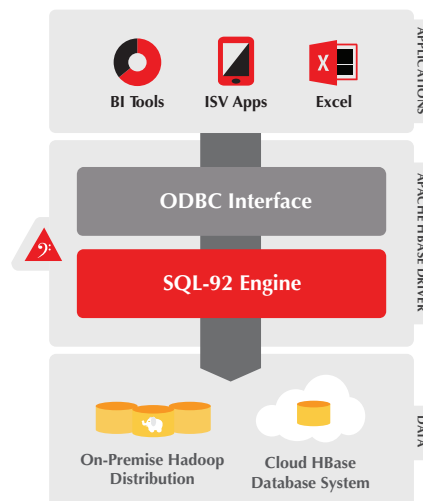 APPLICATIONS
BI Tools
ISV Apps
X
Excel
APACHE HBASE DRIVER
ODBC Interface
SQL-92 Engine
DATA
On-Premise Hadoop
Distribution
Cloud HBase
Database System